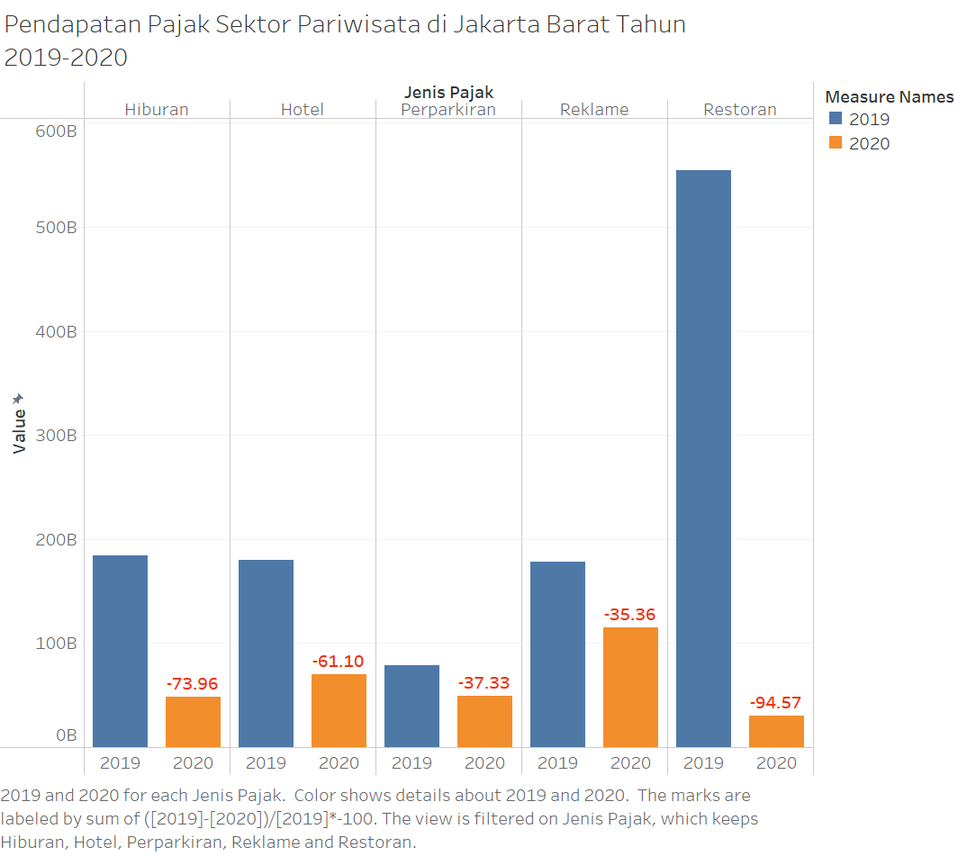 Pendapatan Pajak Sektor Pariwisata di Jakarta Barat Tahun
2019-2020
Jenis Pajak
Hiburan Hotel Perparkiran Reklame Restoran
Measure Names
2019
2020
600B
500B
400B
300B
200B
100B
0B
Value
-73.96
-61.10
-37.33
-35.36
-94.57
2019 2020 2019 2020 2019 2020 2019 2020 2019 2020
2019 and 2020 for each Jenis Pajak. Color shows details about 2019 and 2020. The marks are
labeled by sum of ([2019]-[2020])/[2019]*-100. The view is filtered on Jenis Pajak, which keeps
Hiburan, Hotel, Perparkiran, Reklame and Restoran.